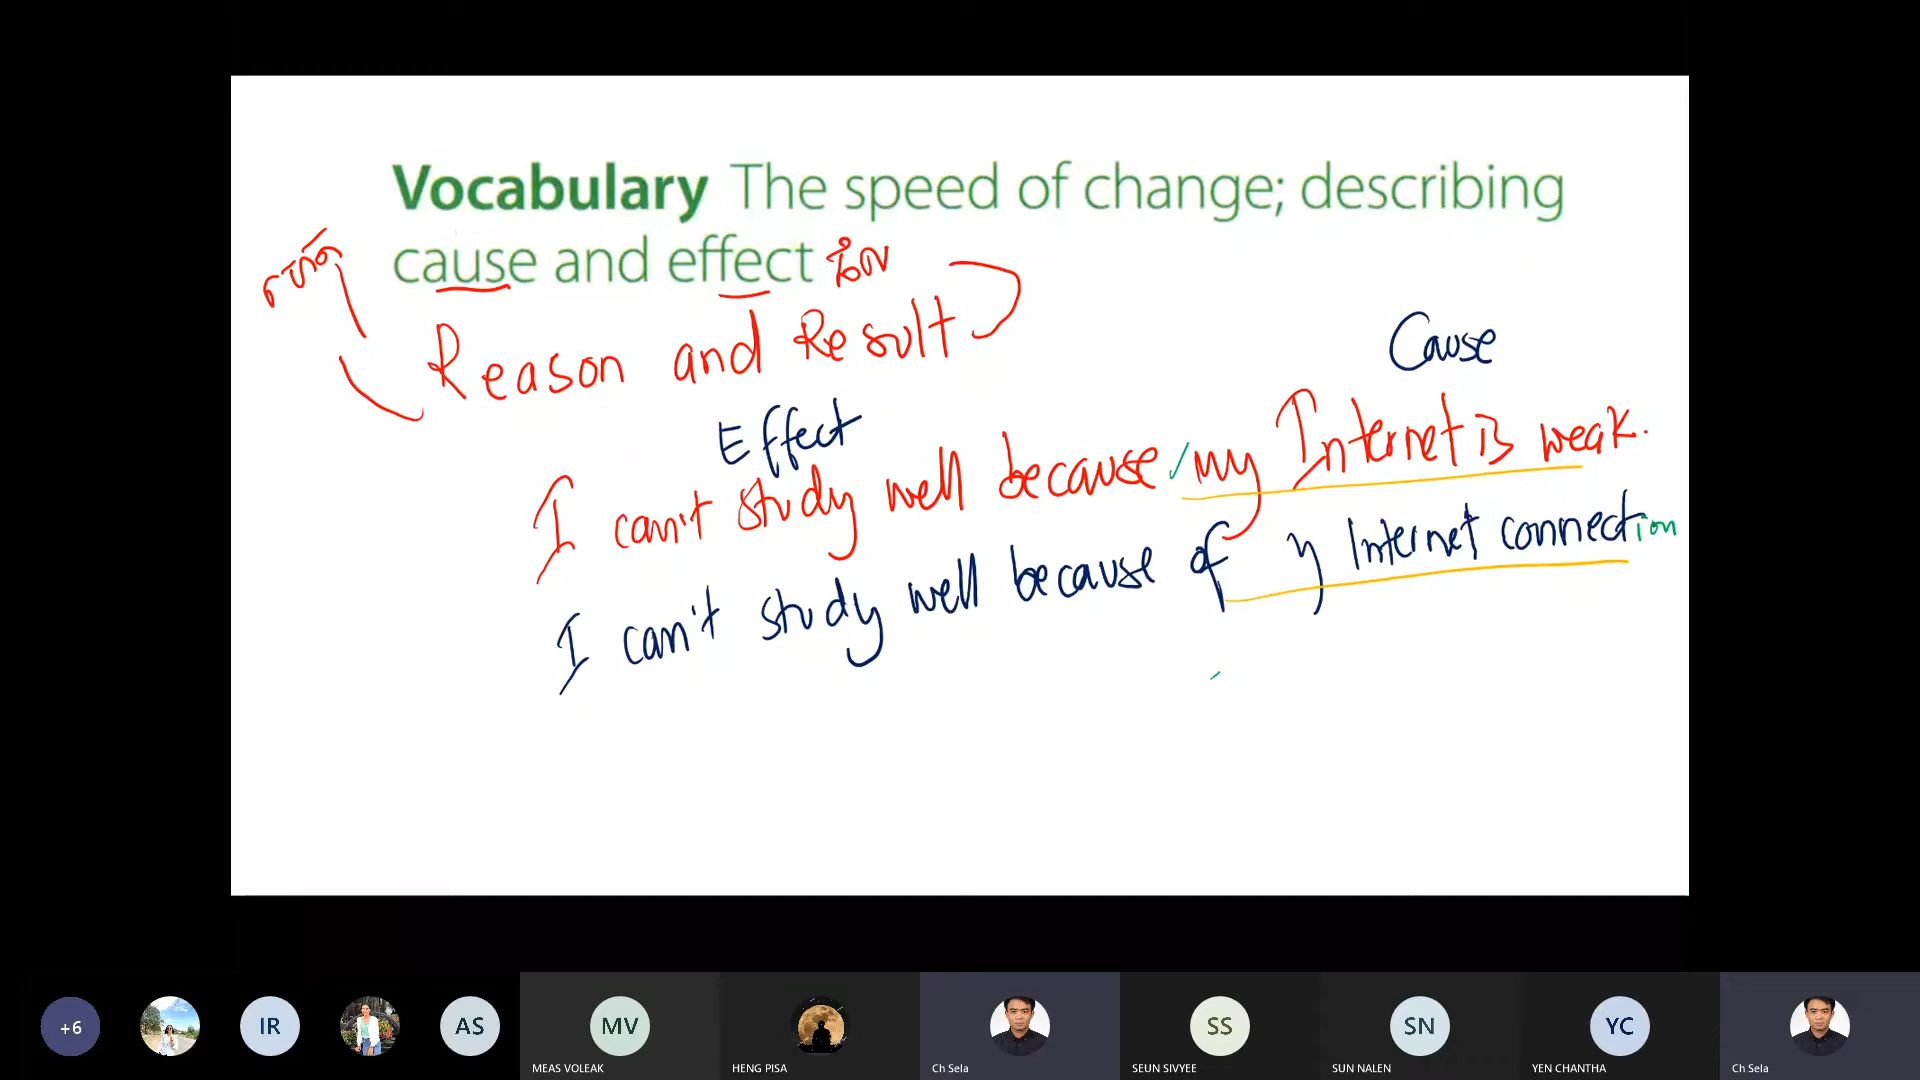 Vocabulary The speed of change; describing
cause and effect ផល
Reason and Result
Cause
Effect
I can't study well because my Internet is weak.
I can't study well because of y Internet connection
+6
IR
AS
MV
MEAS VOLEAK
HENG PISA
Ch Sela
SS
SEUN SIVYEE
SN
SUN NALEN
YC
YEN CHANTHA
Ch Sela